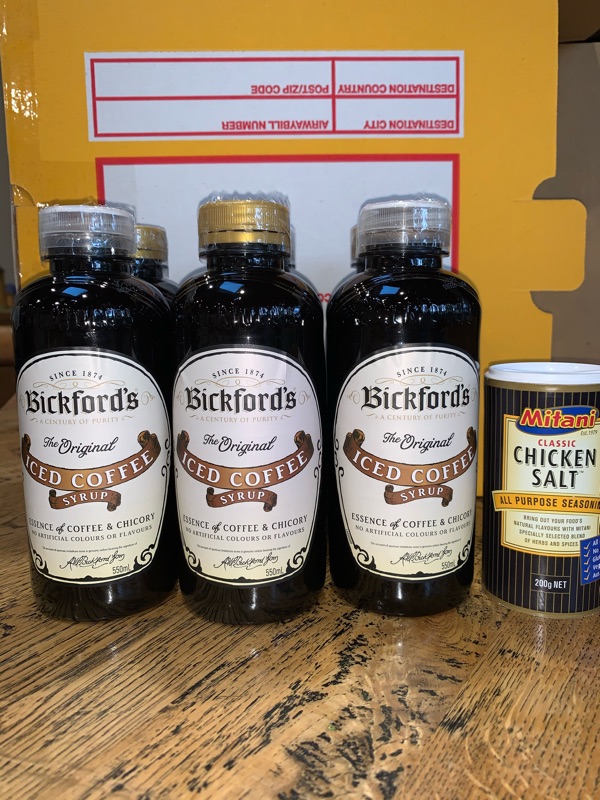 DESTINATION COUNTRY
POST/ZIP CODE
DESTINATION CITY
AIRWAYBILL NUMBER
SINCE 1874
Bickford's
A CENTURY OF PURITY
The Original
ICED COFFEE
SYRUP
ESSENCE of COFFEE & CHICORY
NO ARTIFICIAL COLOURS OR FLAVOURS
550ml
SINCE 1874
Bickford's
A CENTURY OF PURITY
The Original
ICED COFFEE
SYRUP
ESSENCE of COFFEE & CHICORY
NO ARTIFICIAL COLOURS OR FLAVOURS
550mL
SINCE 1874
Bickford's
A CENTURY OF PURITY
The Original
ICED COFFEE
SYRUP
ESSENCE of COFFEE & CHICORY
NO ARTIFICIAL COLOURS OR FLAVOURS
550mL
Mitani
Est. 1979
CLASSIC
CHICKEN
SALT
ALL PURPOSE
BRING OUT YOUR FOOD'S
NATURAL FLAVOURS WITH MITANI
SPECIALLY SELECTED BLEND
OF HERBS AND SPICES
200g NET